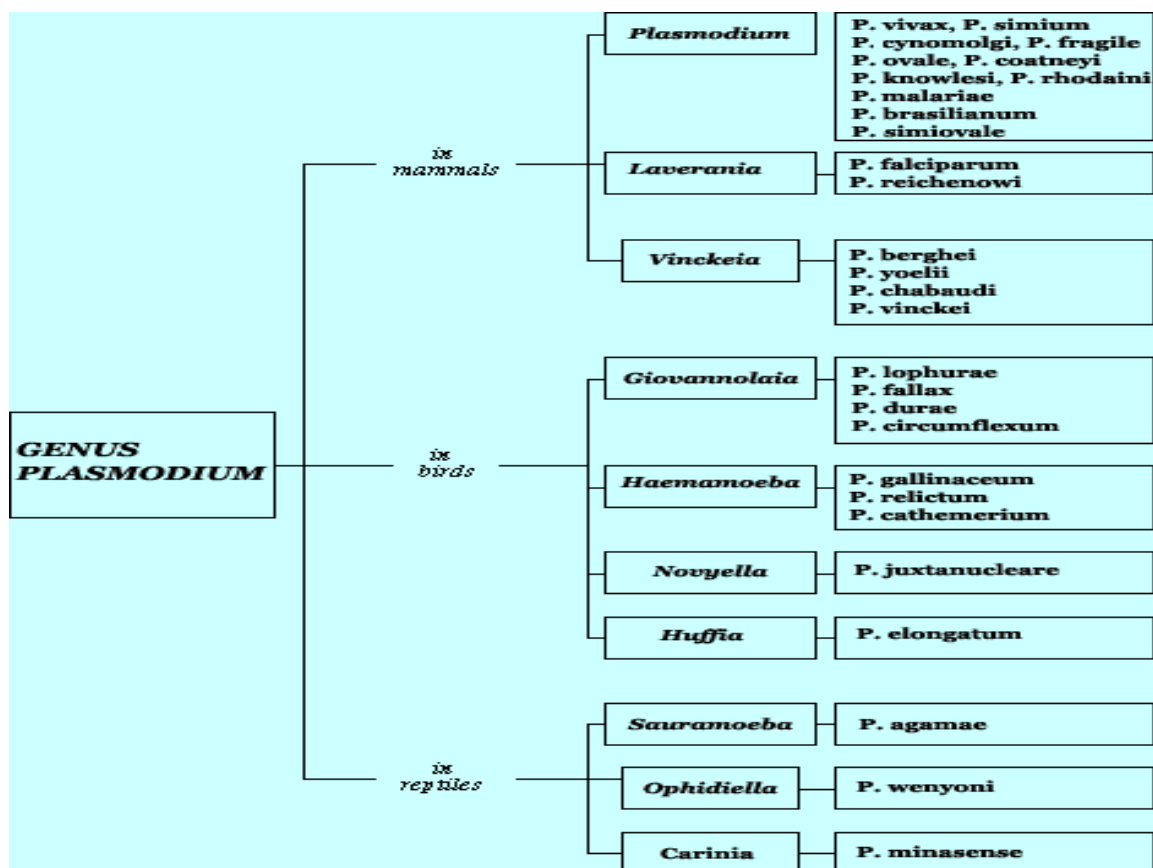 Plasmodium
P. vivax, P. simium
P. cynomolgi, P. fragile
P. ovale, P. coatneyi
P. knowlesi, P. rhodaini
P. malariae
P. brasilianum
P. simiovale
in
mammals
Laverania
P. falciparum
P. reichenowi
Vinckeia
P. berghei
P. yoelii
P. chabaudi
P. vinckei
GENUS
PLASMODIUM
in
birds
Giovannolaia
P. lophurae
P. fallax
P. durae
P. circumflexum
Haemamoeba
P. gallinaceum
P. relictum
P. cathemerium
Novyella
P. juxtanucleare
Huffia
P. elongatum
in
reptiles
Sauramoeba
P. agamae
Ophidiella
P. wenyoni
Carinia
P. minasense